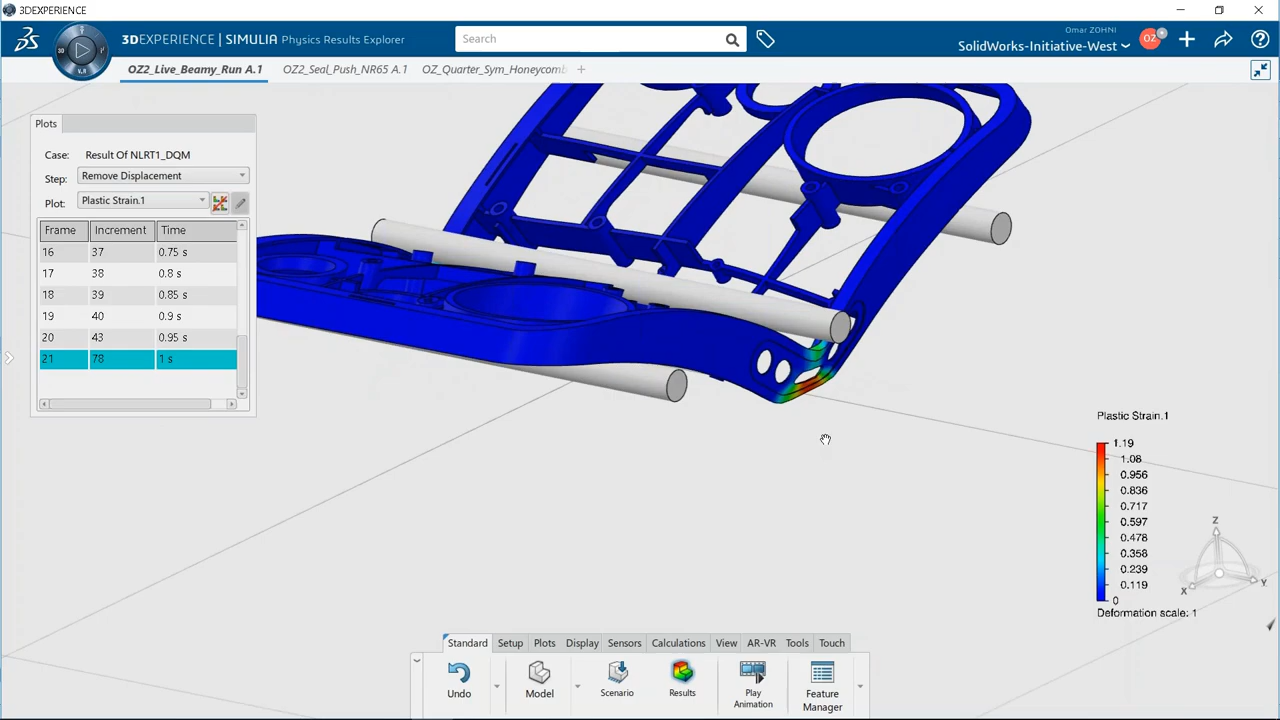 3DEXPERIENCE
3DEXPERIENCE | SIMULIA Physics Results Explorer
Search
Omar ZOHNI
SolidWorks-Initiative-West
OZ
3D
V.R
OZ2_Live_Beamy_Run A.1
OZ2_Seal_Push_NR65 A.1
OZ_Quarter_Sym_Honeycomb
Plots
Case: Result Of NLRT1_DQM
Step: Remove Displacement
Plot: Plastic Strain.1
Frame Increment Time
16 37 0.75 s
17 38 0.8 s
18 39 0.85 s
19 40 0.9 s
20 43 0.95 s
21 78 1 s
Plastic Strain.1
1.19
1.08
0.956
0.836
0.717
0.597
0.478
0.358
0.239
0.119
0
Deformation scale: 1
Z
X
Y
Standard Setup Plots Display Sensors Calculations View AR-VR Tools Touch
Undo
Model
Scenario
Results
Play Animation
Feature Manager